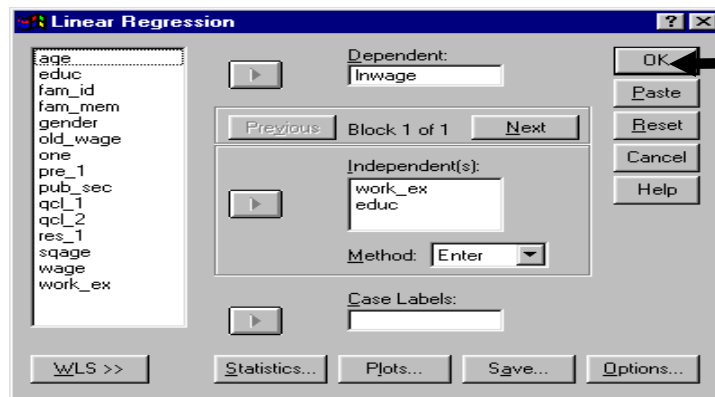 Linear Regression
age
educ
fam_id
fam_mem
gender
old_wage
one
pre_1
pub_sec
qcl_1
qcl_2
res_1
sqage
wage
work_ex
Dependent:
lnwage
Previous Block 1 of 1 Next
Independent(s):
work_ex
educ
Method: Enter
Case Labels:
OK
Paste
Reset
Cancel
Help
WLS >> Statistics... Plots... Save... Options...